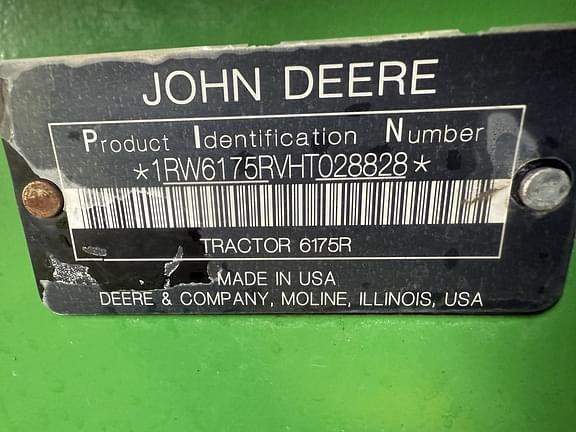 JOHN DEERE
Product Identification Number
*1RW6175RVHT028828*
TRACTOR 6175R
MADE IN USA
DEERE & COMPANY, MOLINE, ILLINOIS, USA